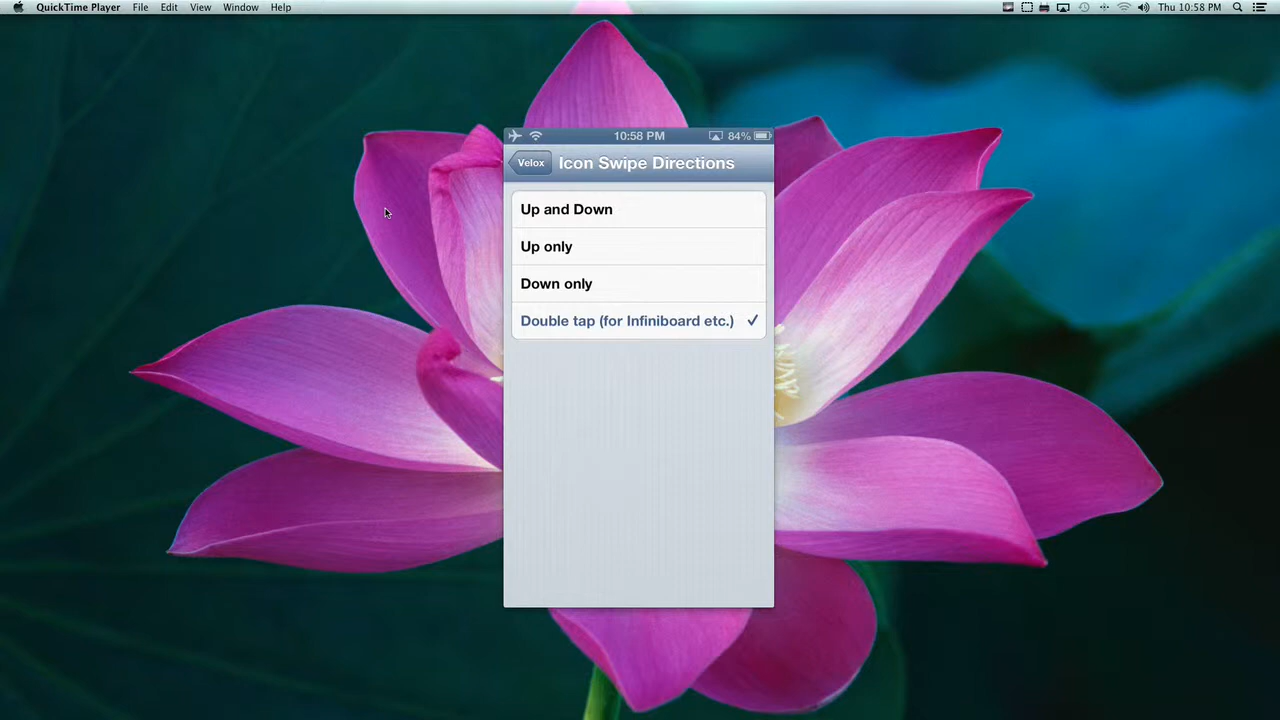 QuickTime Player File Edit View Window Help Thu 10:58 PM
10:58 PM 84%
Velox Icon Swipe Directions
Up and Down
Up only
Down only
Double tap (for Infiniboard etc.)